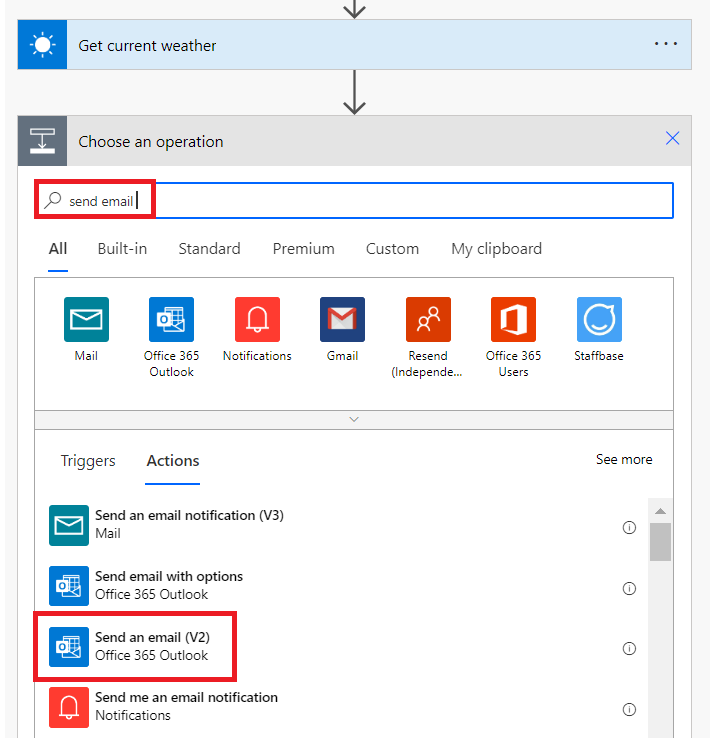 Get current weather
Choose an operation
send email
All Built-in Standard Premium Custom My clipboard
Mail Office 365 Outlook Notifications Gmail Resend (Independe... Office 365 Users Staffbase
Triggers Actions See more
Send an email notification (V3)
Mail
Send email with options
Office 365 Outlook
Send an email (V2)
Office 365 Outlook
Send me an email notification
Notifications